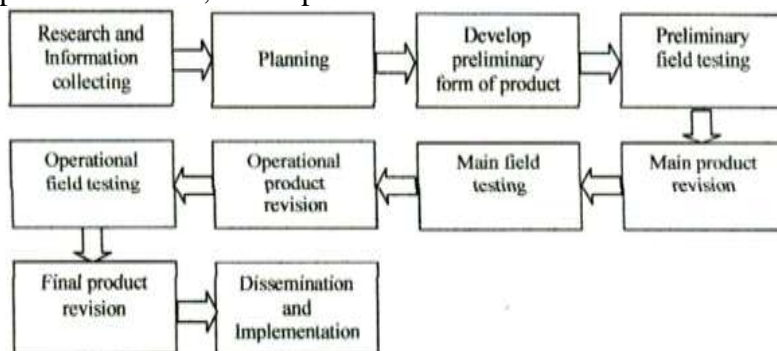 Research and
Information
collecting
Planning
Develop
preliminary
form of product
Preliminary
field testing
Main product
revision
Main field
testing
Operational
product
revision
Operational
field testing
Final product
revision
Dissemination
and
Implementation